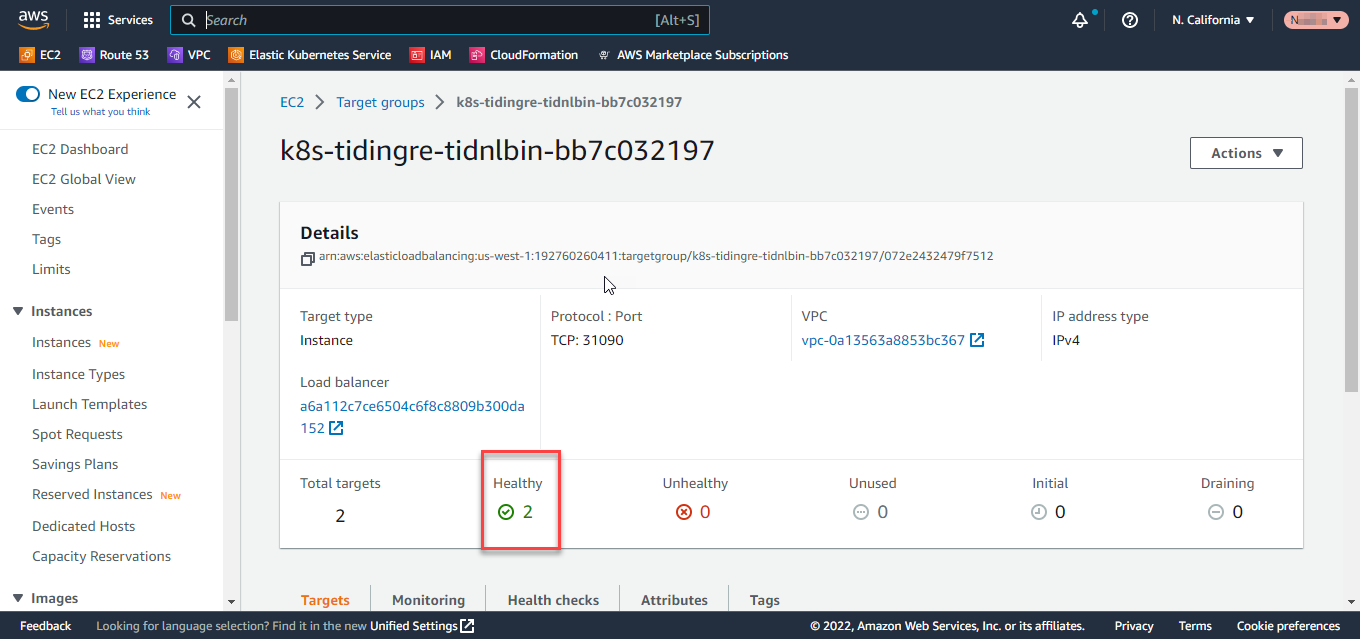 aws
Services
Search [Alt+S]
N. California
EC2 Route 53 VPC Elastic Kubernetes Service IAM CloudFormation AWS Marketplace Subscriptions
New EC2 Experience
Tell us what you think
EC2 Dashboard
EC2 Global View
Events
Tags
Limits
Instances
Instances New
Instance Types
Launch Templates
Spot Requests
Savings Plans
Reserved Instances New
Dedicated Hosts
Capacity Reservations
Images
EC2 > Target groups > k8s-tidingre-tidnlbin-bb7c032197
k8s-tidingre-tidnlbin-bb7c032197
Actions
Details
arn:aws:elasticloadbalancing:us-west-1:192760260411:targetgroup/k8s-tidingre-tidnlbin-bb7c032197/072e2432479f7512
Target type
Instance
Protocol : Port
TCP: 31090
VPC
vpc-0a13563a8853bc367
IP address type
IPv4
Load balancer
a6a112c7ce6504c6f8c8809b300da
152
Total targets
2
Healthy
2
Unhealthy
0
Unused
0
Initial
0
Draining
0
Targets Monitoring Health checks Attributes Tags
Feedback Looking for language selection? Find it in the new Unified Settings © 2022, Amazon Web Services, Inc. or its affiliates. Privacy Terms Cookie preferences